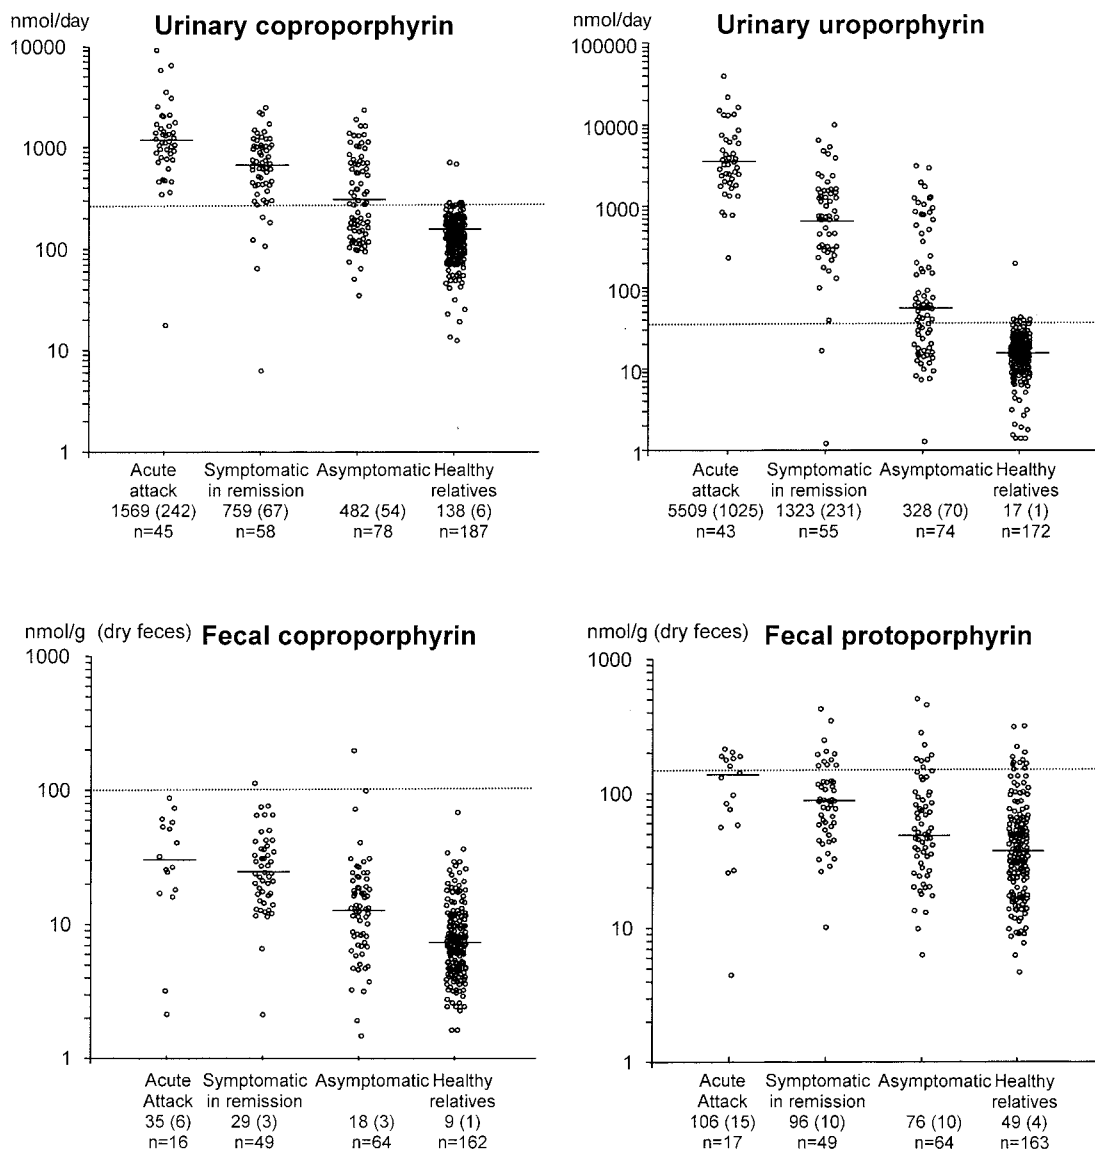 nmol/day
Urinary coproporphyrin
10000
1000
100
10
1
Acute attack
1569 (242)
n=45
Symptomatic in remission
759 (67)
n=58
Asymptomatic
482 (54)
n=78
Healthy relatives
138 (6)
n=187
nmol/day
Urinary uroporphyrin
100000
10000
1000
100
10
1
Acute attack
5509 (1025)
n=43
Symptomatic in remission
1323 (231)
n=55
Asymptomatic
328 (70)
n=74
Healthy relatives
17 (1)
n=172
nmol/g (dry feces)
Fecal coproporphyrin
1000
100
10
1
Acute Attack
35 (6)
n=16
Symptomatic in remission
29 (3)
n=49
Asymptomatic
18 (3)
n=64
Healthy relatives
9 (1)
n=162
nmol/g (dry feces)
Fecal protoporphyrin
1000
100
10
1
Acute Attack
106 (15)
n=17
Symptomatic in remission
96 (10)
n=49
Asymptomatic
76 (10)
n=64
Healthy relatives
49 (4)
n=163